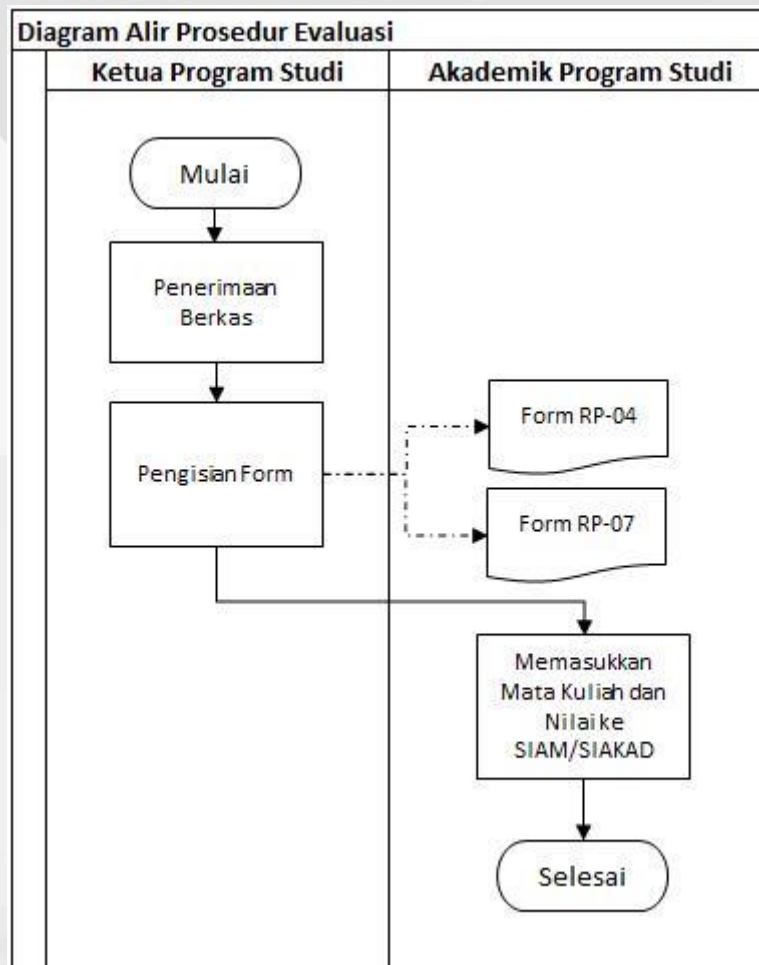 Diagram Alir Prosedur Evaluasi
Ketua Program Studi
Akademik Program Studi
Mulai
Penerimaan
Berkas
Pengisian Form
Form RP-04
Form RP-07
Memasukkan
Mata Kuliah dan
Nilai ke
SIAM/SIAKAD
Selesai